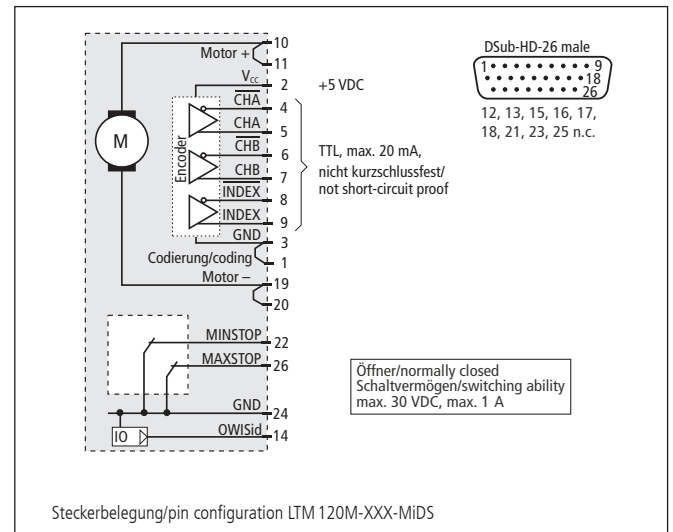 Motor + 10
11
V_CC 2 +5 VDC
C̅H̅A̅ 4
CHA 5
C̅H̅B̅ 6
CHB 7
I̅N̅D̅E̅X̅ 8
INDEX 9
GND 3
Codierung/coding 1
Motor – 19
20
M
Encoder
TTL, max. 20 mA,
nicht kurzschlussfest/
not short-circuit proof
DSub-HD-26 male
1 9
18
26
12, 13, 15, 16, 17,
18, 21, 23, 25 n.c.
MINSTOP 22
MAXSTOP 26
GND 24
IO OWISid 14
Öffner/normally closed
Schaltvermögen/switching ability
max. 30 VDC, max. 1 A
Steckerbelegung/pin configuration LTM 120M-XXX-MiDS